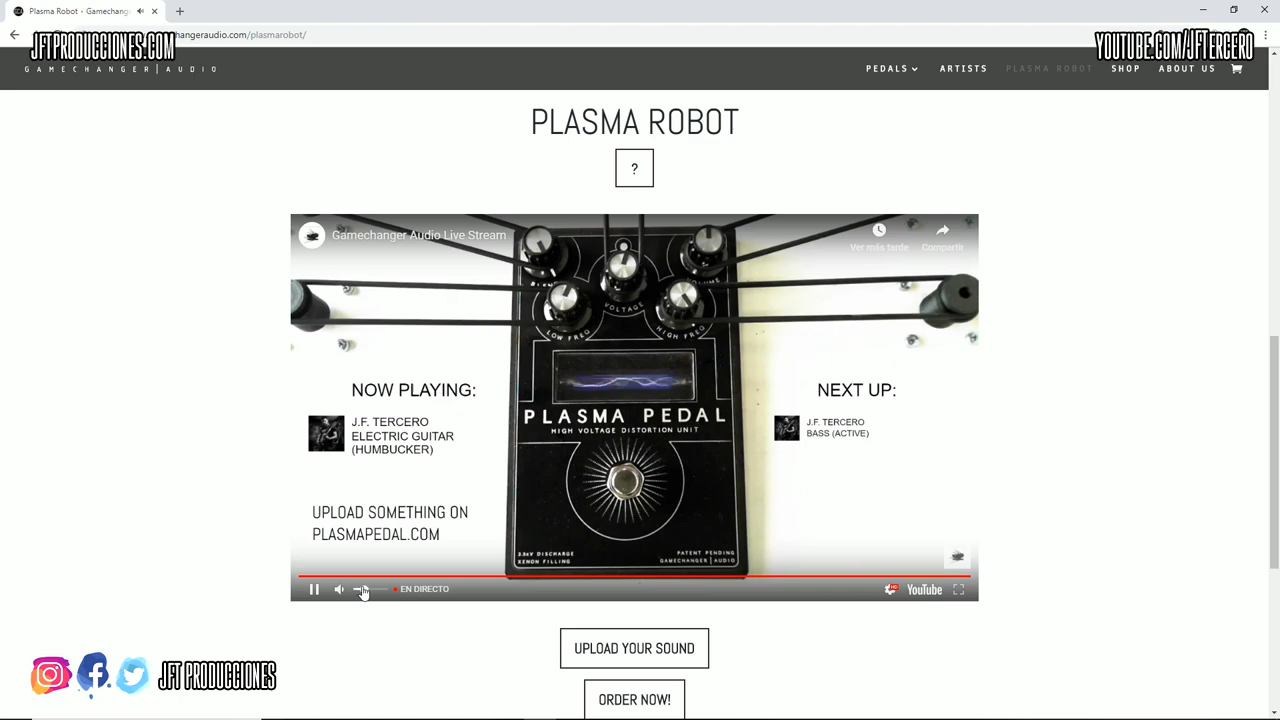 Plasma Robot - Gamechange
hangeraudio.com/plasmarobot/
JFTPRODUCCIONES.COM
YOUTUBE.COM/JFTERCERO
GAMECHANGER|AUDIO
PEDALS
ARTISTS
PLASMA ROBOT
SHOP
ABOUT US
PLASMA ROBOT
?
Gamechanger Audio Live Stream
Ver más tarde
Compartir
BLEND
VOLUME
VOLTAGE
LOW FREQ
HIGH FREQ
NOW PLAYING:
J.F. TERCERO
ELECTRIC GUITAR
(HUMBUCKER)
NEXT UP:
J.F. TERCERO
BASS (ACTIVE)
PLASMA PEDAL
HIGH VOLTAGE DISTORTION UNIT
UPLOAD SOMETHING ON
PLASMAPEDAL.COM
3.5kV DISCHARGE
XENON FILLING
PATENT PENDING
GAMECHANGER|AUDIO
EN DIRECTO
HD
YouTube
UPLOAD YOUR SOUND
JFT PRODUCCIONES
ORDER NOW!